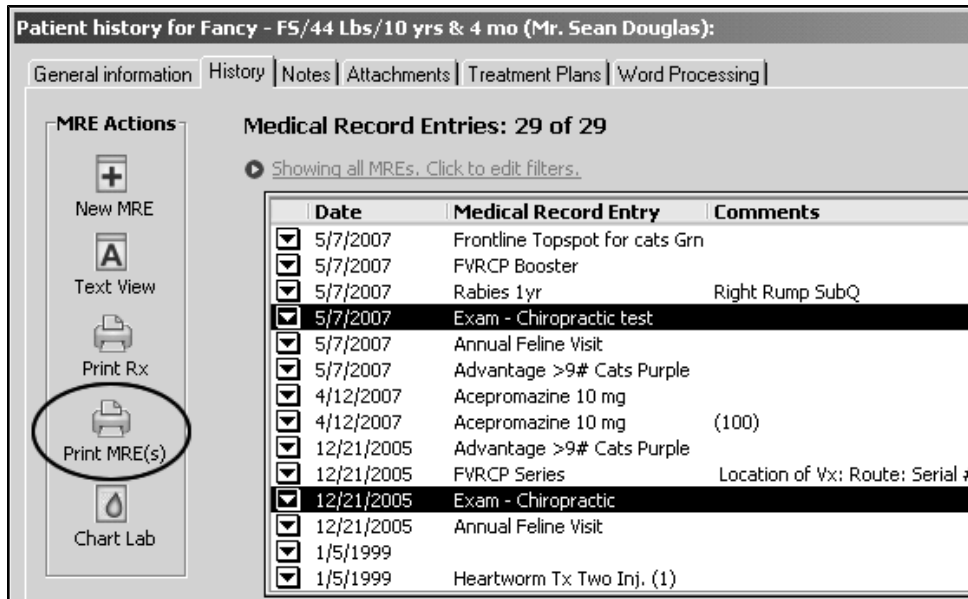 Patient history for Fancy - FS/44 Lbs/10 yrs & 4 mo (Mr. Sean Douglas):
General information History Notes Attachments Treatment Plans Word Processing
MRE Actions
New MRE
A
Text View
Print Rx
Print MRE(s)
Chart Lab
Medical Record Entries: 29 of 29
Showing all MREs. Click to edit filters.
Date Medical Record Entry Comments
5/7/2007 Frontline Topspot for cats Grn
5/7/2007 FVRCP Booster
5/7/2007 Rabies 1yr Right Rump SubQ
5/7/2007 Exam - Chiropractic test
5/7/2007 Annual Feline Visit
5/7/2007 Advantage >9# Cats Purple
4/12/2007 Acepromazine 10 mg
4/12/2007 Acepromazine 10 mg (100)
12/21/2005 Advantage >9# Cats Purple
12/21/2005 FVRCP Series Location of Vx: Route: Serial #
12/21/2005 Exam - Chiropractic
12/21/2005 Annual Feline Visit
1/5/1999
1/5/1999 Heartworm Tx Two Inj. (1)